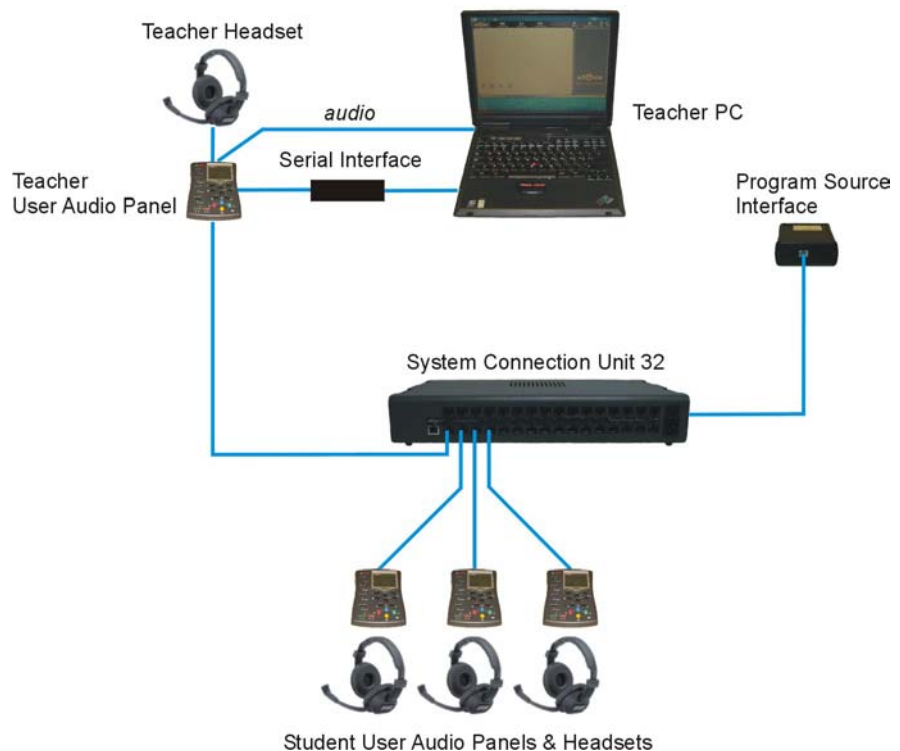 Teacher Headset
audio
Teacher PC
Serial Interface
Teacher
User Audio Panel
Program Source
Interface
System Connection Unit 32
Student User Audio Panels & Headsets